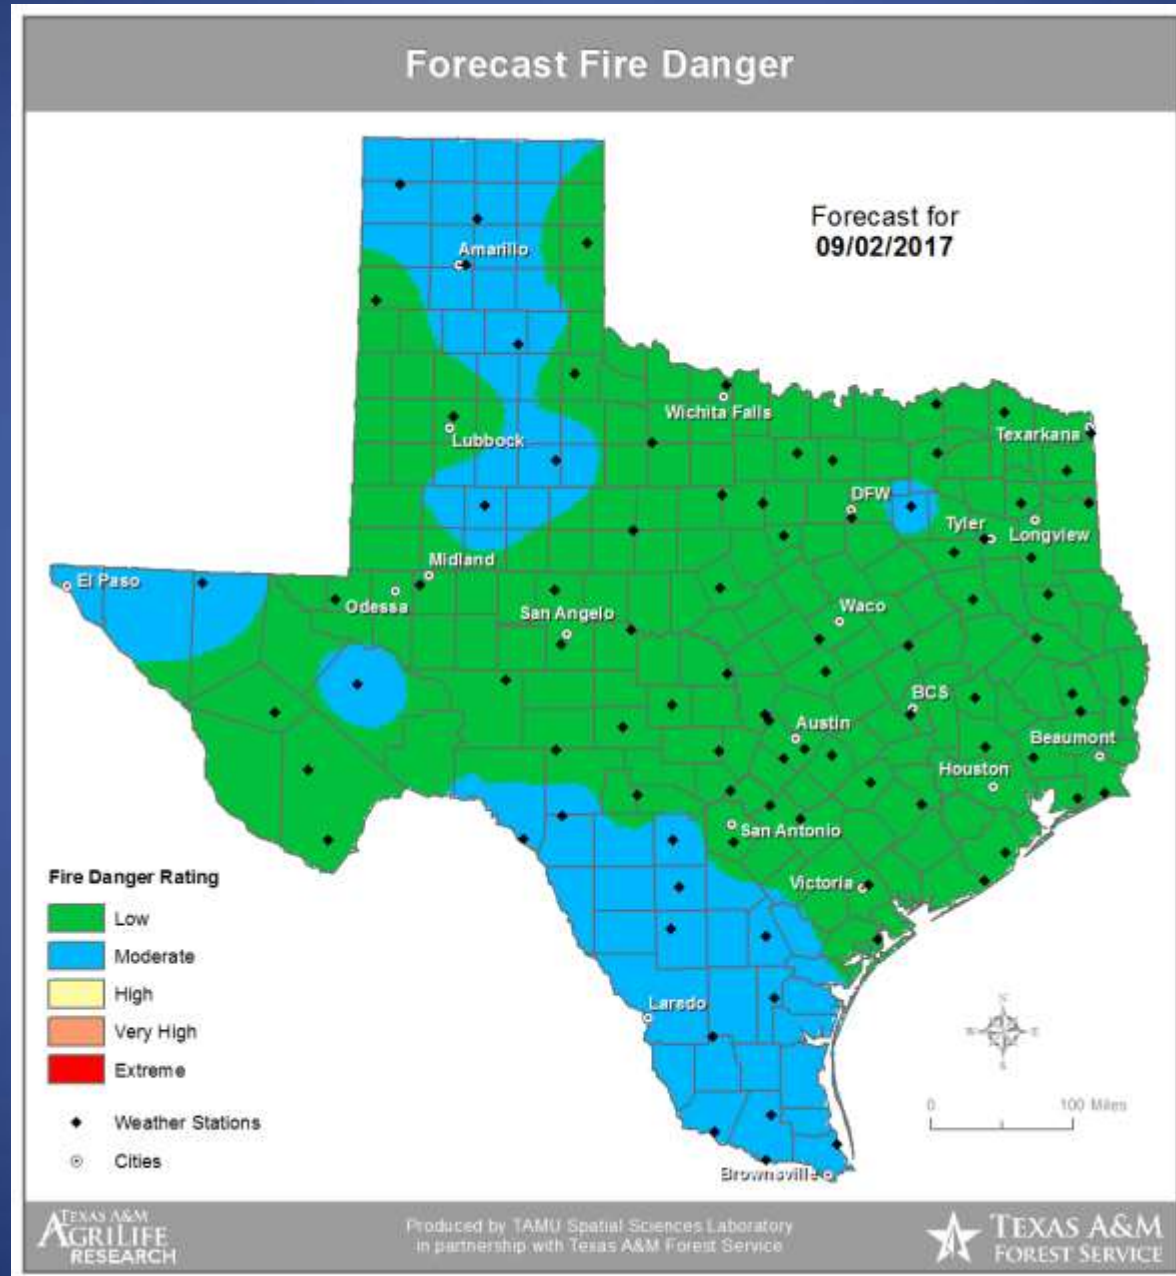 Forecast Fire Danger
Forecast for
09/02/2017
Amarillo
Wichita Falls
Lubbock
Texarkana
DFW
Tyler
Longview
Midland
El Paso
Odessa
San Angelo
Waco
BCS
Austin
Beaumont
Houston
San Antonio
Victoria
Laredo
Brownsville
Fire Danger Rating
Low
Moderate
High
Very High
Extreme
Weather Stations
Cities
N
W
E
S
0 100 Miles
TEXAS A&M
AGRILIFE
RESEARCH
Produced by TAMU Spatial Sciences Laboratory
in partnership with Texas A&M Forest Service
TEXAS A&M
FOREST SERVICE